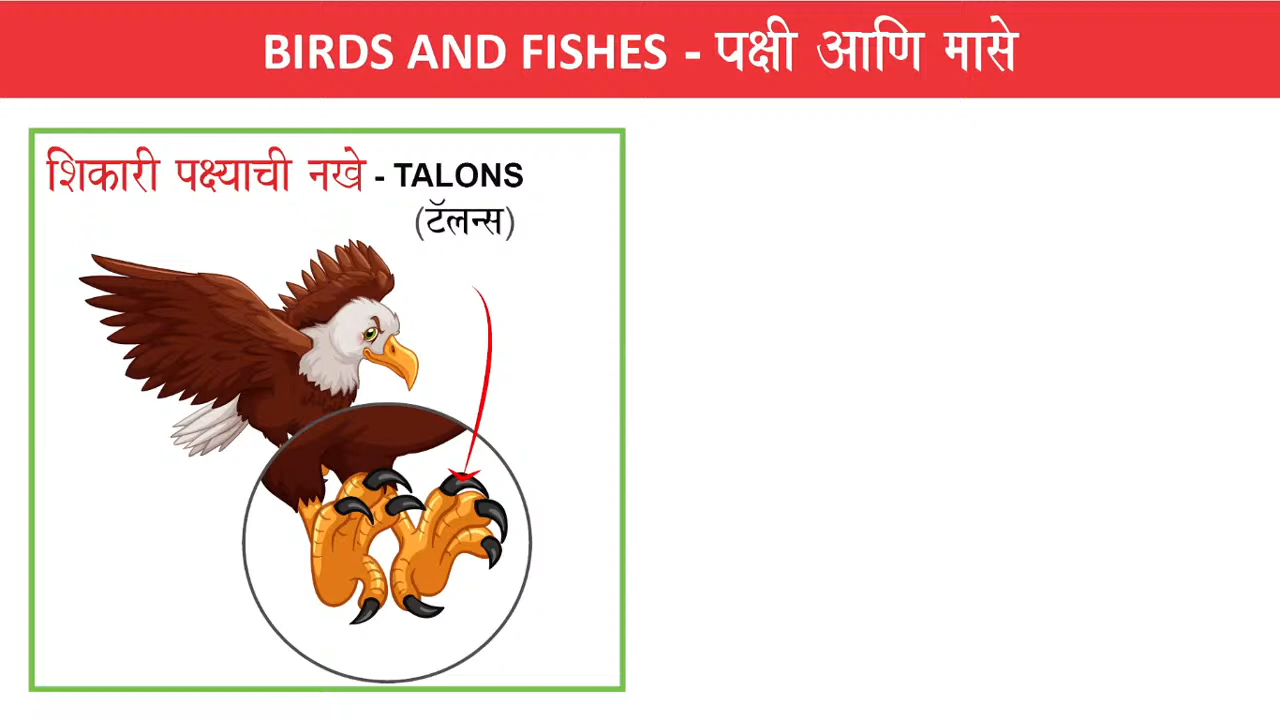 BIRDS AND FISHES - पक्षी आणि मासे
शिकारी पक्ष्याची नखे - TALONS
(टॅलन्स)